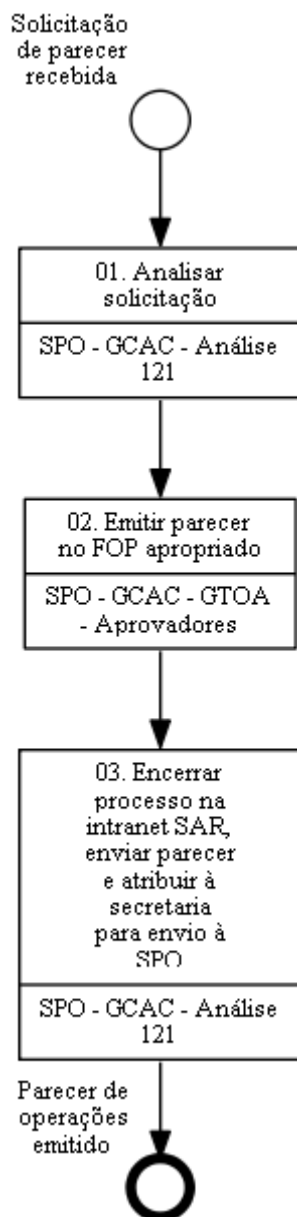 Solicitação
de parecer
recebida
01. Analisar
solicitação
SPO - GCAC - Análise
121
02. Emitir parecer
no FOP apropriado
SPO - GCAC - GTOA
- Aprovadores
03. Encerrar
processo na
intranet SAR,
enviar parecer
e atribuir à
secretaria
para envio à
SPO
SPO - GCAC - Análise
121
Parecer de
operações
emitido